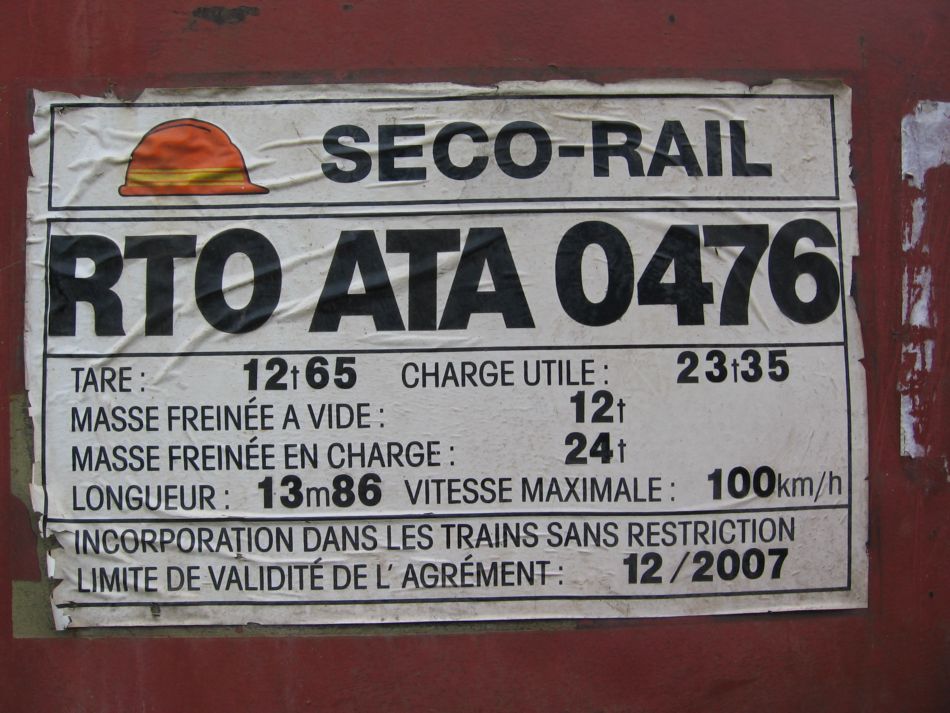 SECO-RAIL
RTO ATA 0476
TARE : 12t65 CHARGE UTILE : 23t35
MASSE FREINÉE A VIDE : 12t
MASSE FREINÉE EN CHARGE : 24t
LONGUEUR : 13m86 VITESSE MAXIMALE : 100km/h
INCORPORATION DANS LES TRAINS SANS RESTRICTION
LIMITE DE VALIDITÉ DE L' AGRÉMENT : 12/2007